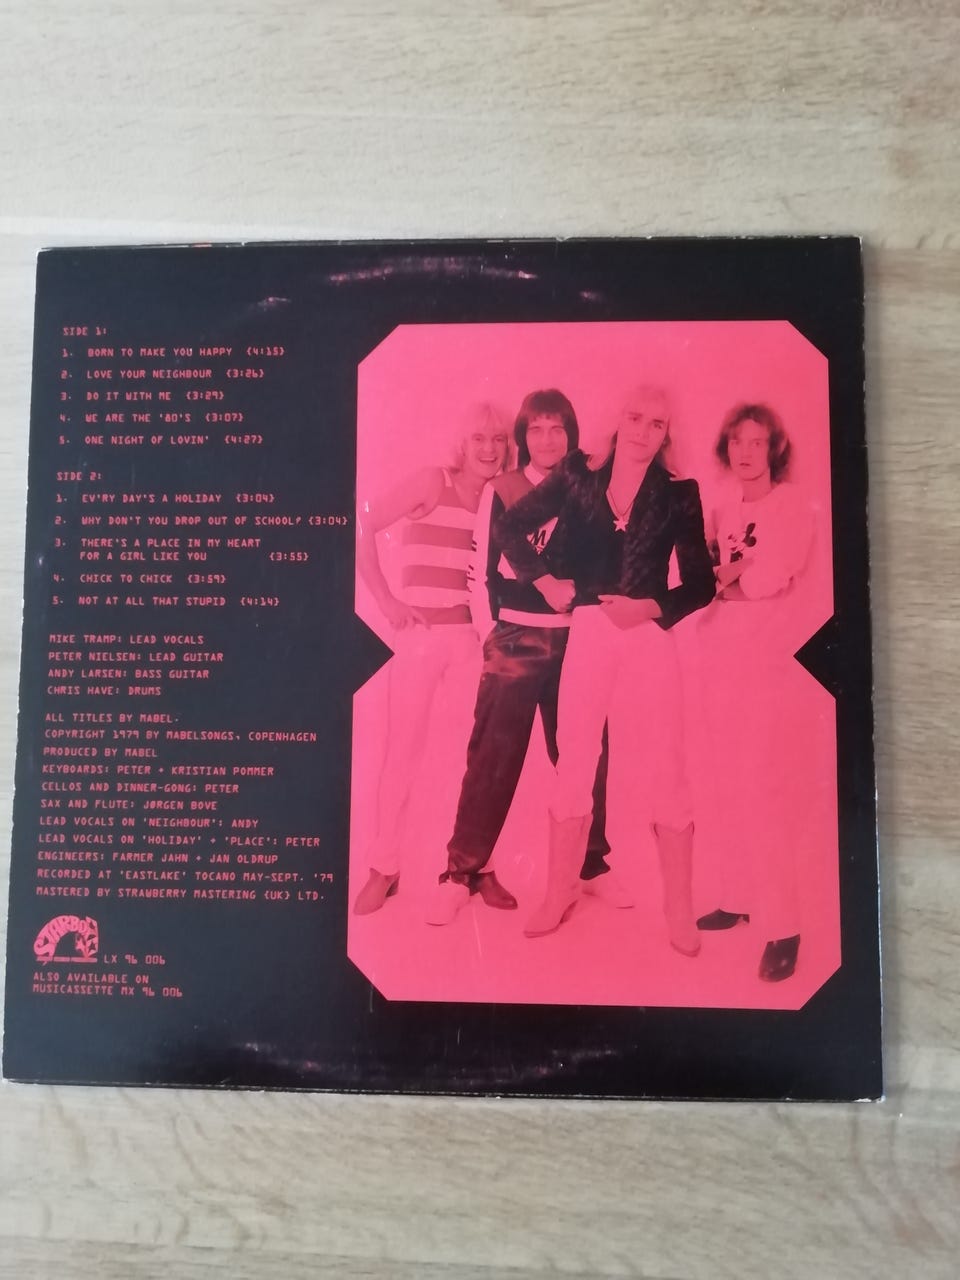 SIDE 1:
1. BORN TO MAKE YOU HAPPY {4:15}
2. LOVE YOUR NEIGHBOUR {3:26}
3. DO IT WITH ME {3:29}
4. WE ARE THE '80'S {3:07}
5. ONE NIGHT OF LOVIN' {4:27}
SIDE 2:
1. EV'RY DAY'S A HOLIDAY {3:04}
2. WHY DON'T YOU DROP OUT OF SCHOOL? {3:04}
3. THERE'S A PLACE IN MY HEART
FOR A GIRL LIKE YOU {3:55}
4. CHICK TO CHICK {3:59}
5. NOT AT ALL THAT STUPID {4:14}
MIKE TRAMP: LEAD VOCALS
PETER NIELSEN: LEAD GUITAR
ANDY LARSEN: BASS GUITAR
CHRIS HAVE: DRUMS
ALL TITLES BY MABEL.
COPYRIGHT 1979 BY MABELSONGS, COPENHAGEN
PRODUCED BY MABEL
KEYBOARDS: PETER + KRISTIAN POMMER
CELLOS AND DINNER-GONG: PETER
SAX AND FLUTE: JØRGEN BOVE
LEAD VOCALS ON 'NEIGHBOUR': ANDY
LEAD VOCALS ON 'HOLIDAY' + 'PLACE': PETER
ENGINEERS: FARMER JAHN + JAN OLDRUP
RECORDED AT 'EASTLAKE' TOCANO MAY-SEPT. '79
MASTERED BY STRAWBERRY MASTERING {UK} LTD.
STARBOX LX 96 006
ALSO AVAILABLE ON
MUSICASSETTE MX 96 006
M